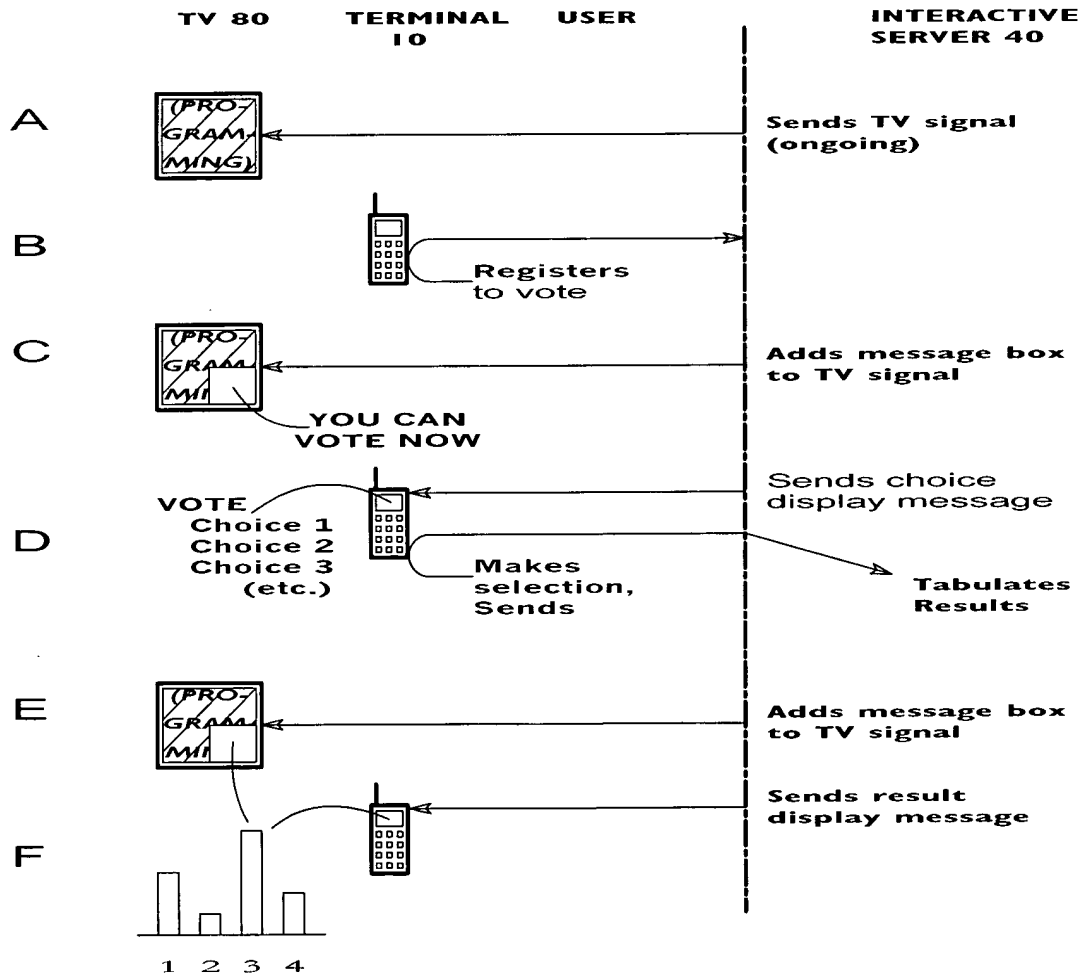 TV 80
TERMINAL
10
USER
INTERACTIVE
SERVER 40
A
(PRO-
GRAM-
MING)
Sends TV signal
(ongoing)
B
Registers
to vote
C
(PRO-
GRAM-
MII
Adds message box
to TV signal
YOU CAN
VOTE NOW
D
VOTE
Choice 1
Choice 2
Choice 3
(etc.)
Sends choice
display message
Makes
selection,
Sends
Tabulates
Results
E
(PRO-
GRAM-
MII
Adds message box
to TV signal
F
Sends result
display message
1 2 3 4